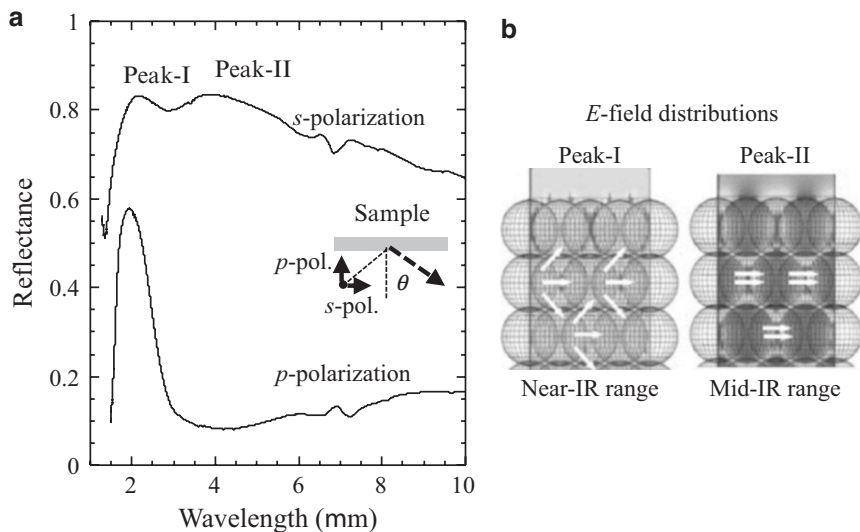 a
1
0.8
0.6
0.4
0.2
0
Reflectance
Peak-I
Peak-II
s-polarization
Sample
p-pol.
s-pol.
θ
p-polarization
2
4
6
8
10
Wavelength (mm)
b
E-field distributions
Peak-I
Peak-II
Near-IR range
Mid-IR range